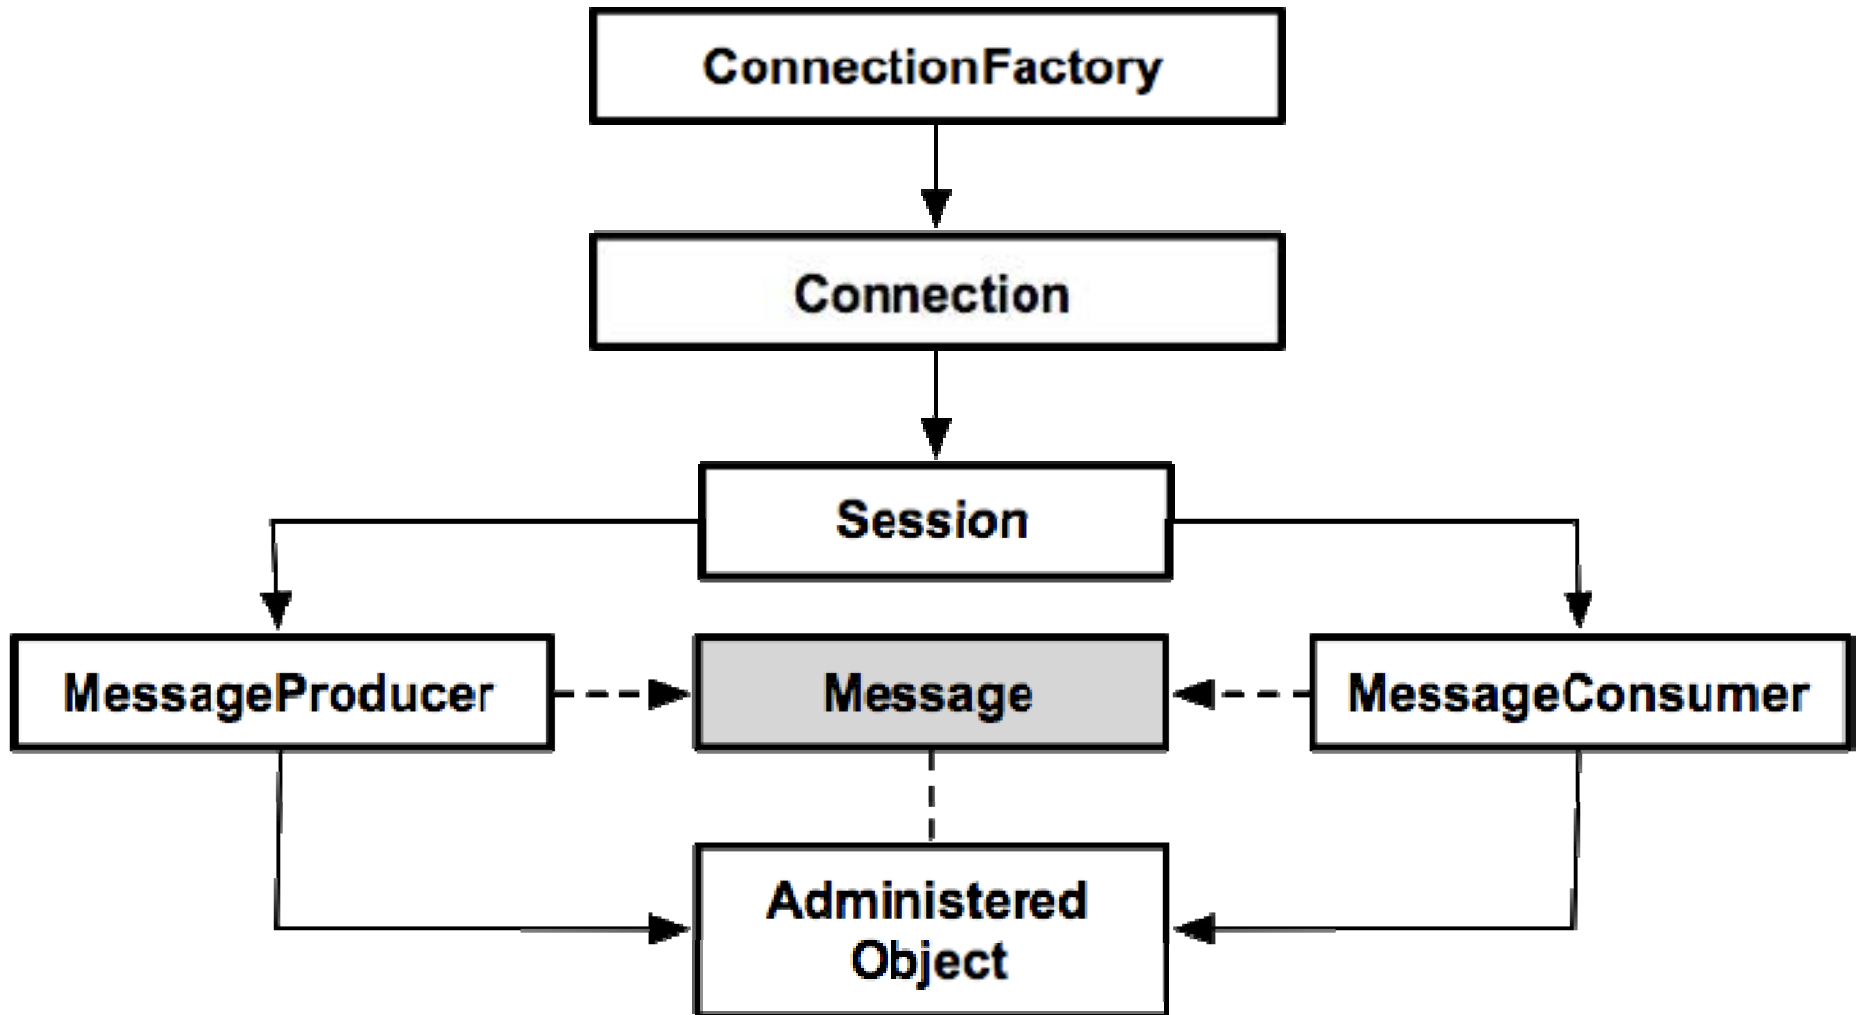 ConnectionFactory
Connection
Session
MessageProducer
Message
MessageConsumer
Administered
Object